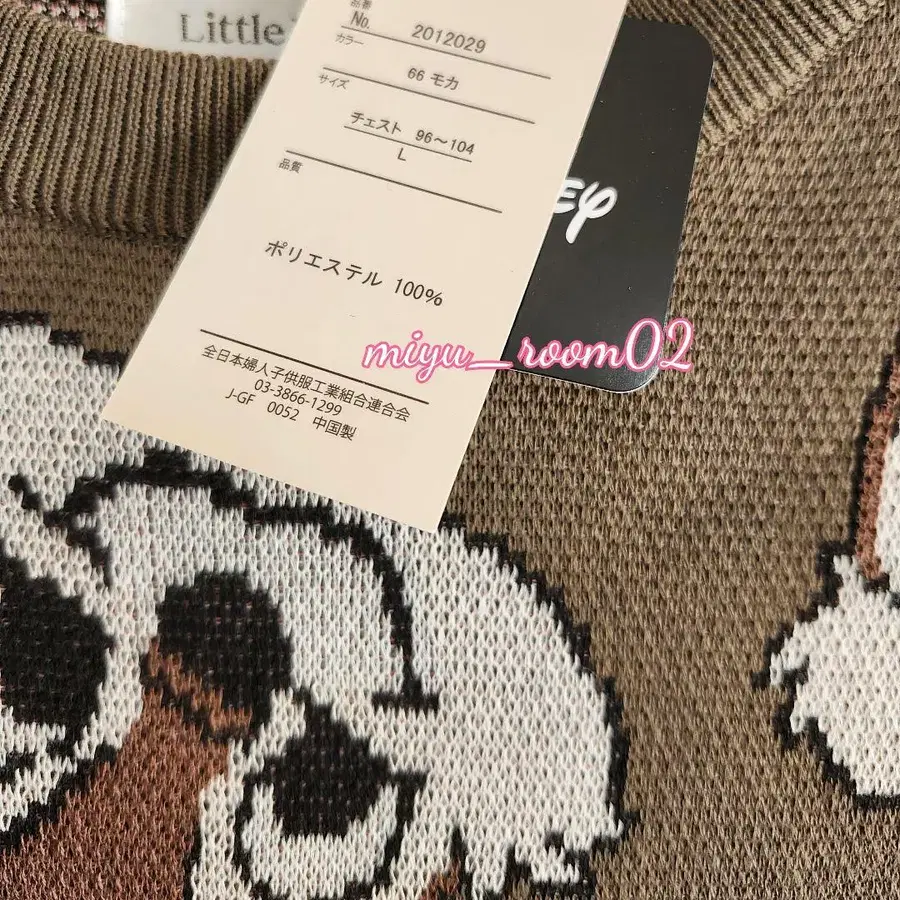 Little
品番
No. 2012029
カラー
66 モカ
サイズ
チェスト 96～104
L
品質
ポリエステル 100%
全日本婦人子供服工業組合連合会
03-3866-1299
J-GF 0052 中国製
EY
miyu_room02